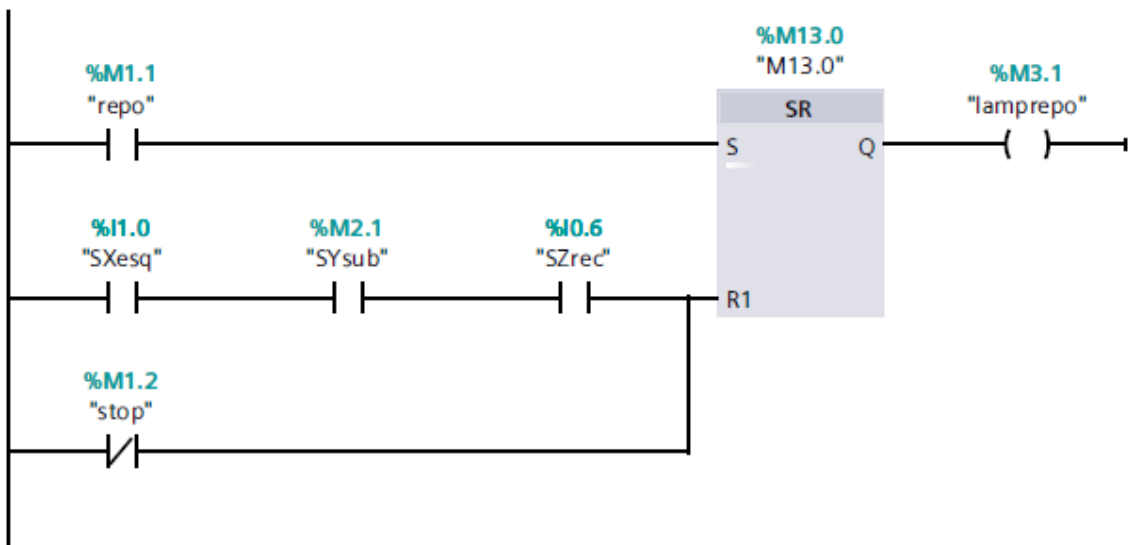 %M13.0
"M13.0"
%M1.1
"repo"
%M3.1
"lamprepo"
SR
S
Q
%I1.0
"SXesq"
%M2.1
"SYsub"
%I0.6
"SZrec"
R1
%M1.2
"stop"